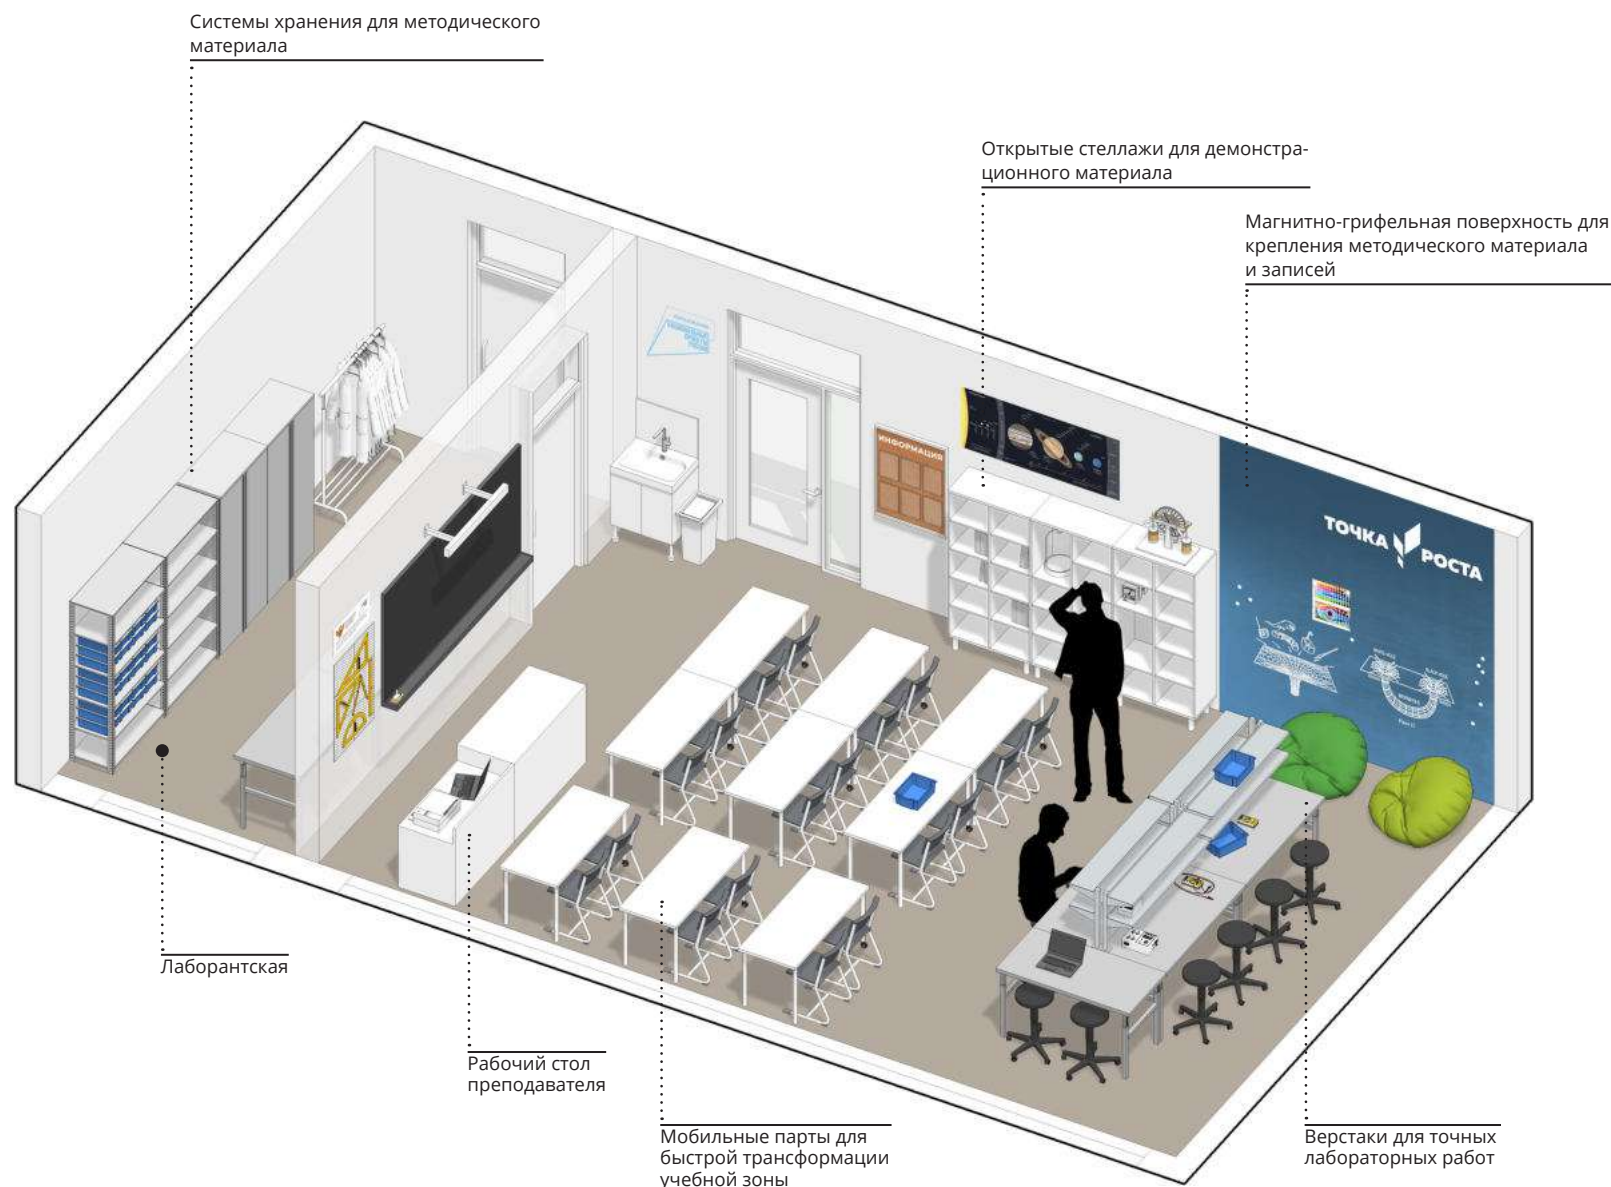 Системы хранения для методического
материала
Открытые стеллажи для демонстра-
ционного материала
Магнитно-грифельная поверхность для
крепления методического материала
и записей
ИНФОРМАЦИЯ
ТОЧКА РОСТА
Лаборантская
Рабочий стол
преподавателя
Мобильные парты для
быстрой трансформации
учебной зоны
Верстаки для точных
лабораторных работ